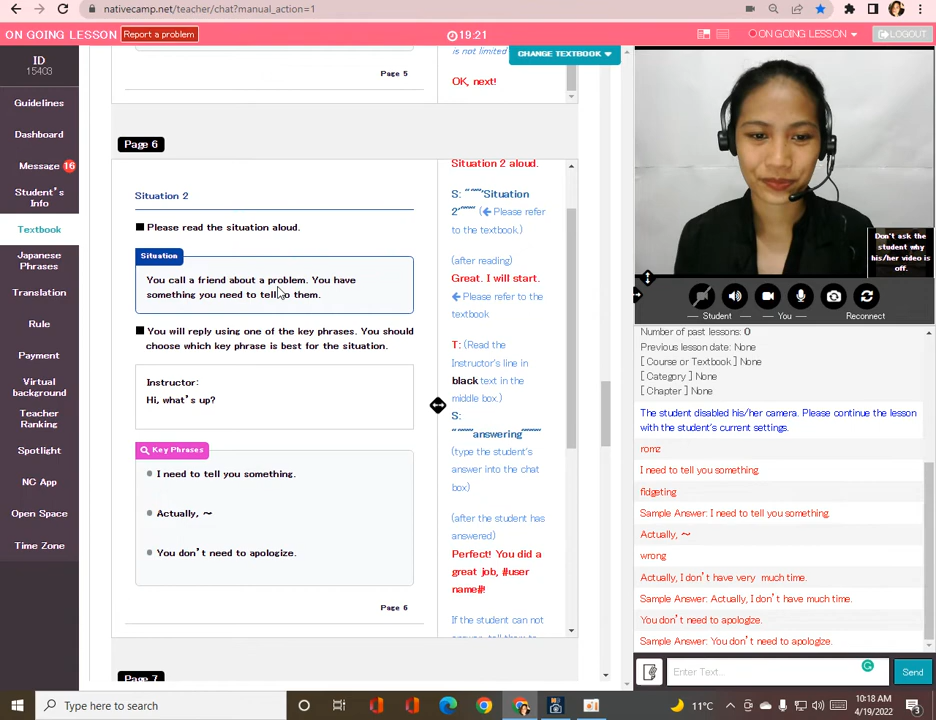 nativecamp.net/teacher/chat?manual_action=1
ON GOING LESSON
Report a problem
19:21
ON GOING LESSON
LOGOUT
ID
15403
Guidelines
Dashboard
Message 16
Student's
Info
Textbook
Japanese
Phrases
Translation
Rule
Payment
Virtual
background
Teacher
Ranking
Spotlight
NC App
Open Space
Time Zone
Page 5
is not limited
CHANGE TEXTBOOK
OK, next!
Page 6
Situation 2
Please read the situation aloud.
Situation
You call a friend about a problem. You have
something you need to tell to them.
You will reply using one of the key phrases. You should
choose which key phrase is best for the situation.
Instructor:
Hi, what's up?
Key Phrases
I need to tell you something.
Actually, ～
You don't need to apologize.
Page 6
Page 7
Situation 2 aloud.
S: "~~~'Situation
2'~~~" (← Please refer
to the textbook.)
(after reading)
Great. I will start.
← Please refer to the
textbook
T: (Read the
Instructor's line in
black text in the
middle box.)
S:
"~~~~answering~~~~"
(type the student's
answer into the chat
box)
(after the student has
answered)
Perfect! You did a
great job, #user
name#!
If the student can not
answer, tell them to
Don't ask the
student why
his/her video is
off.
Student
You
Reconnect
Number of past lessons: 0
Previous lesson date: None
[ Course or Textbook ] None
[ Category ] None
[ Chapter ] None
The student disabled his/her camera. Please continue the lesson
with the student's current settings.
romz
I need to tell you something.
fidgeting
Sample Answer: I need to tell you something.
Actually, ～
wrong
Actually, I don't have very much time.
Sample Answer: Actually, I don't have much time.
You don't need to apologize.
Sample Answer: You don't need to apologize.
Enter Text...
Send
Type here to search
11°C
10:18 AM
4/19/2022
3